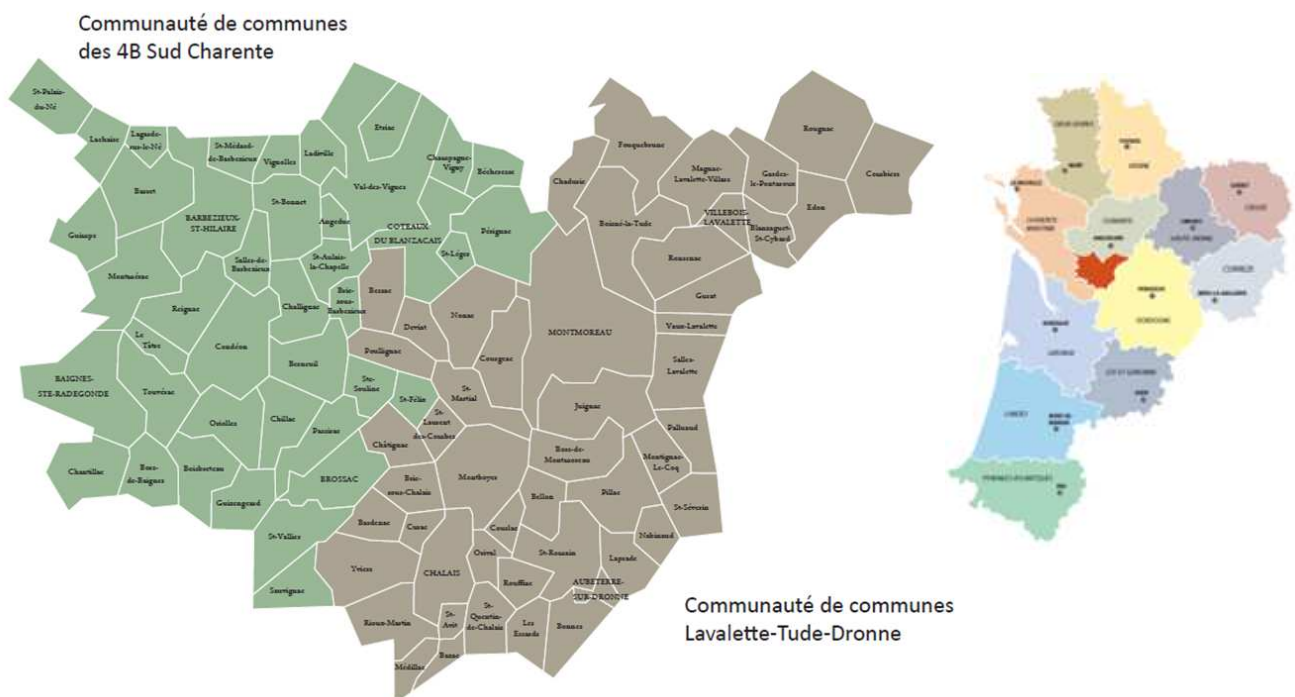 Communauté de communes
des 4B Sud Charente
St-Palais-
du-Né
Lachaise
Lagarde-
sur-le-Né
Barret
Guimps
Montmérac
St-Médard-
de-Barbezieux
Vignolles
Ladiville
Etriac
Val-des-Vignes
Champagne-
Vigny
Bécheresse
BARBEZIEUX-
ST-HILAIRE
St-Bonnet
Angeduc
COTEAUX
DU BLANZACAIS
Pérignac
St-Léger
Salles-de-
Barbezieux
St-Aulais-
la-Chapelle
Brie-
sous-
Barbezieux
Challignac
Reignac
Le
Tâtre
Condéon
Berneuil
BAIGNES-
STE-RADEGONDE
Touvérac
Oriolles
Chillac
Passirac
Ste-
Souline
St-Félix
Chantillac
Bors-
de-Baignes
Boisbreteau
Guizengeard
BROSSAC
St-Vallier
Sauvignac
Chadurie
Fouquebrune
Magnac-
Lavalette-Villars
Gardes-
le-Pontaroux
Rougnac
Combiers
Edon
Boisné-la-Tude
VILLEBOIS-
LAVALETTE
Blanzaguet-
St-Cybard
Ronsenac
Gurat
Vaux-Lavalette
Salles-
Lavalette
Bessac
Deviat
Nonac
Poullignac
Courgeac
MONTMOREAU
St-
Martial
St-
Laurent
des-Combes
Juignac
Palluaud
Châtignac
Brie-
sous-Chalais
Montboyer
Bors-de-
Montmoreau
Montignac-
Le-Coq
Bellon
Pillac
St-Séverin
Bardenac
Curac
Courlac
Nabinaud
Yviers
CHALAIS
Orival
St-Romain
Laprade
Rouffiac
AUBETERRE-
SUR-DRONNE
Rioux-Martin
St-
Avit
St-
Quentin-
de-Chalais
Les
Essards
Bonnes
Médillac
Bazac
Communauté de communes
Lavalette-Tude-Dronne